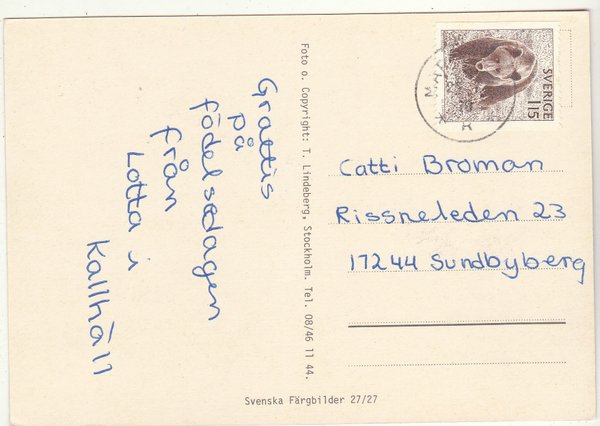 Grattis
på
födelsedagen
från
Lotta i
Kallhäll
Foto o. Copyright: T. Lindeberg, Stockholm. Tel. 08/46 11 44.
SVERIGE
115
Catti Broman
Rissneleden 23
17244 Sundbyberg
Svenska Färgbilder 27/27